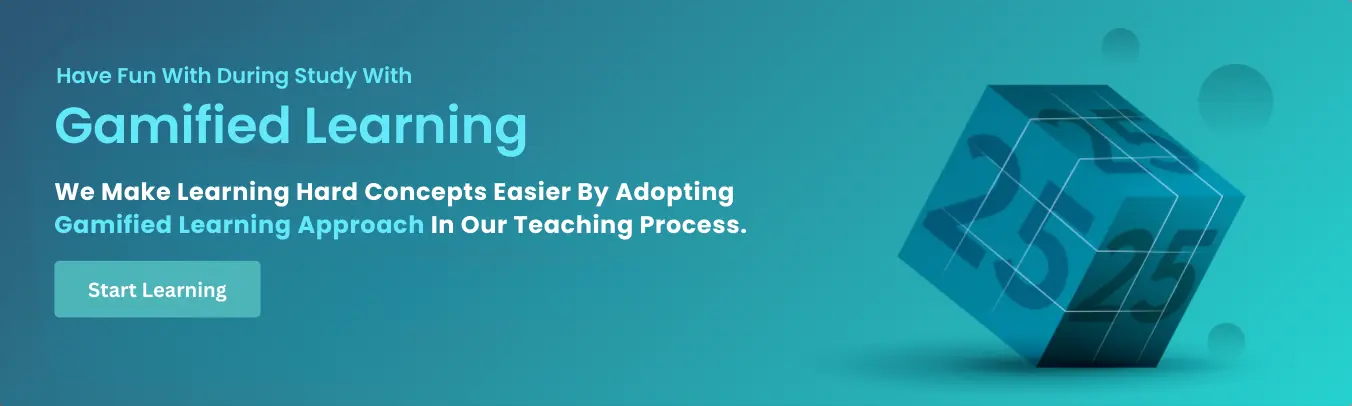 Have Fun With During Study With
Gamified Learning
We Make Learning Hard Concepts Easier By Adopting
Gamified Learning Approach In Our Teaching Process.
Start Learning
25
25
25